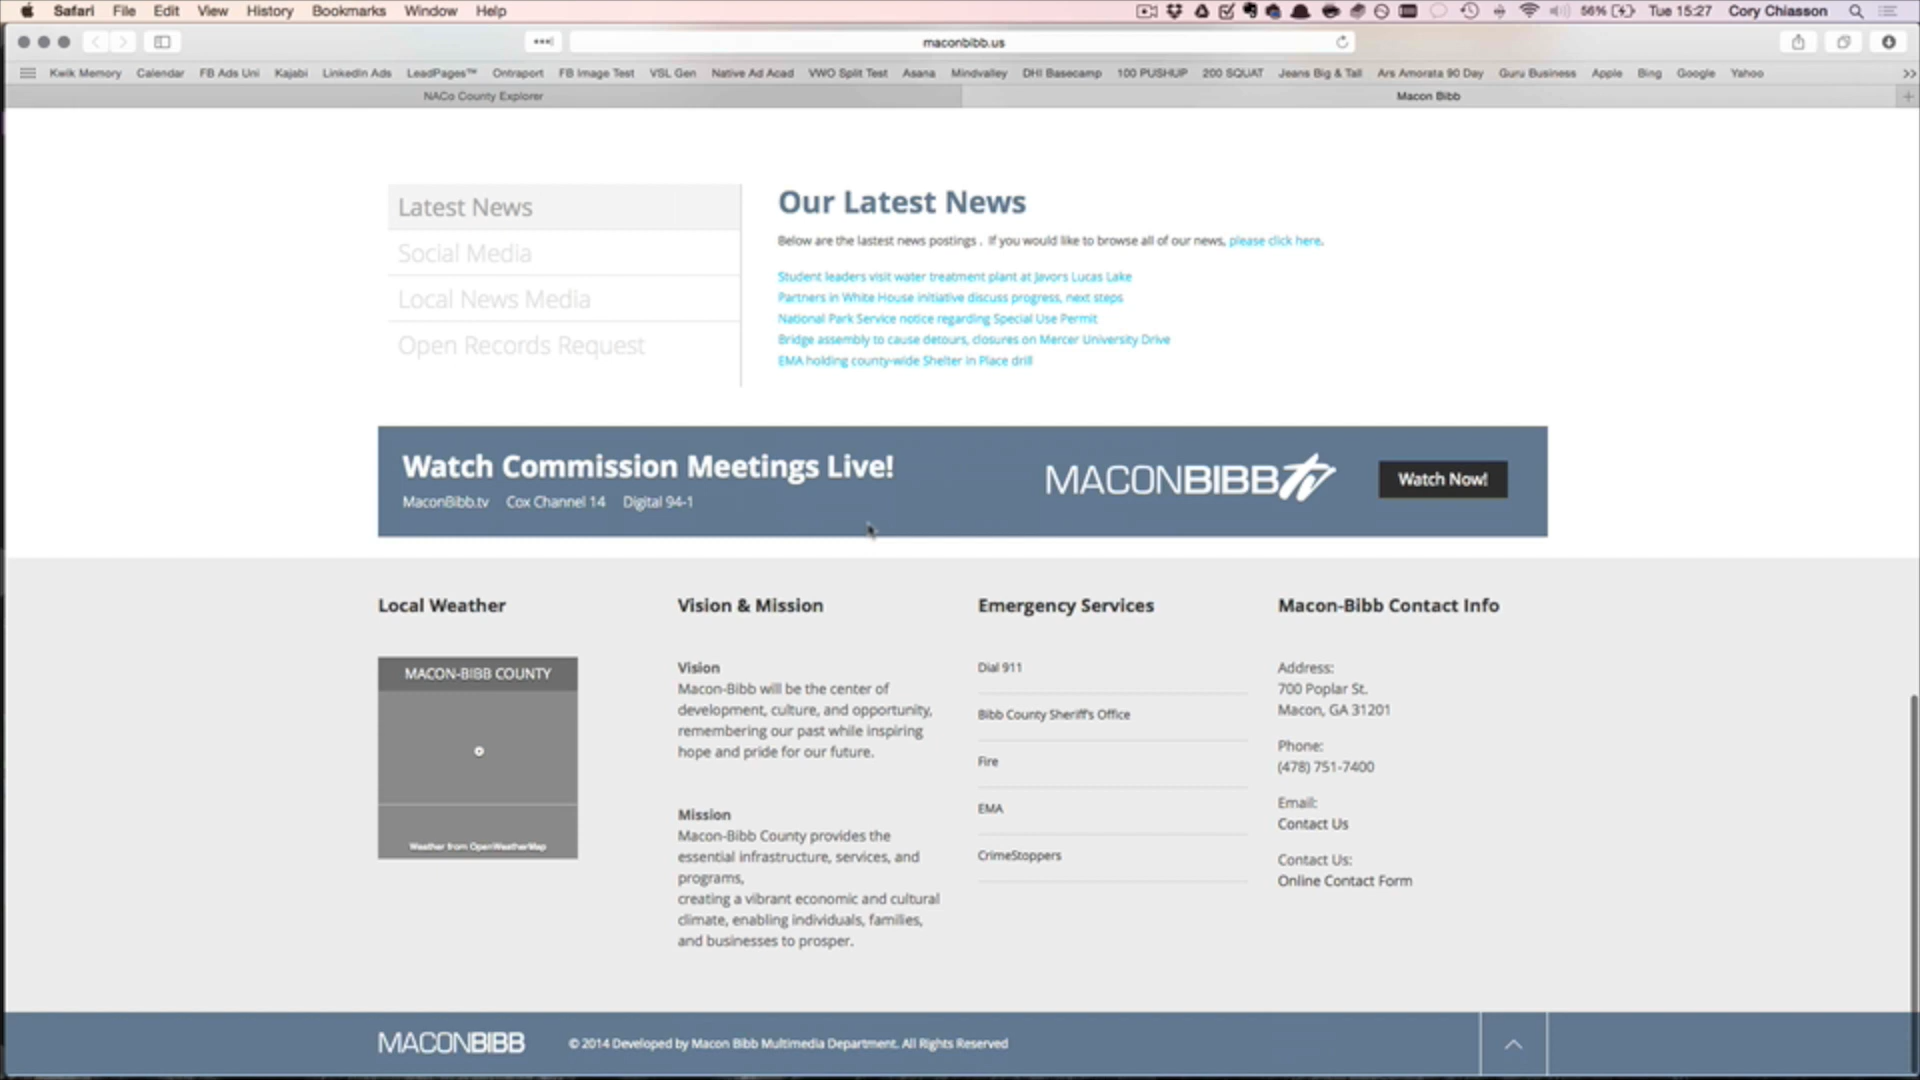 Safari File Edit View History Bookmarks Window Help
56% Tue 15:27 Cory Chiasson
maconbibb.us
Kwik Memory Calendar FB Ads Uni Kajabi LinkedIn Ads LeadPages™ Ontraport FB Image Test VSL Gen Native Ad Acad VWO Split Test Asana Mindvalley DHI Basecamp 100 PUSHUP 200 SQUAT Jeans Big & Tall Ars Amorata 90 Day Guru Business Apple Bing Google Yahoo
NACo County Explorer
Macon Bibb
Latest News
Social Media
Local News Media
Open Records Request
Our Latest News
Below are the lastest news postings . If you would like to browse all of our news, please click here.
Student leaders visit water treatment plant at Javors Lucas Lake
Partners in White House initiative discuss progress, next steps
National Park Service notice regarding Special Use Permit
Bridge assembly to cause detours, closures on Mercer University Drive
EMA holding county-wide Shelter in Place drill
Watch Commission Meetings Live!
MaconBibb.tv Cox Channel 14 Digital 94-1
MACONBIBBtv
Watch Now!
Local Weather
MACON-BIBB COUNTY
Weather from OpenWeatherMap
Vision & Mission
Vision
Macon-Bibb will be the center of
development, culture, and opportunity,
remembering our past while inspiring
hope and pride for our future.
Mission
Macon-Bibb County provides the
essential infrastructure, services, and
programs,
creating a vibrant economic and cultural
climate, enabling individuals, families,
and businesses to prosper.
Emergency Services
Dial 911
Bibb County Sheriff's Office
Fire
EMA
CrimeStoppers
Macon-Bibb Contact Info
Address:
700 Poplar St.
Macon, GA 31201
Phone:
(478) 751-7400
Email:
Contact Us
Contact Us:
Online Contact Form
MACONBIBB
© 2014 Developed by Macon Bibb Multimedia Department. All Rights Reserved